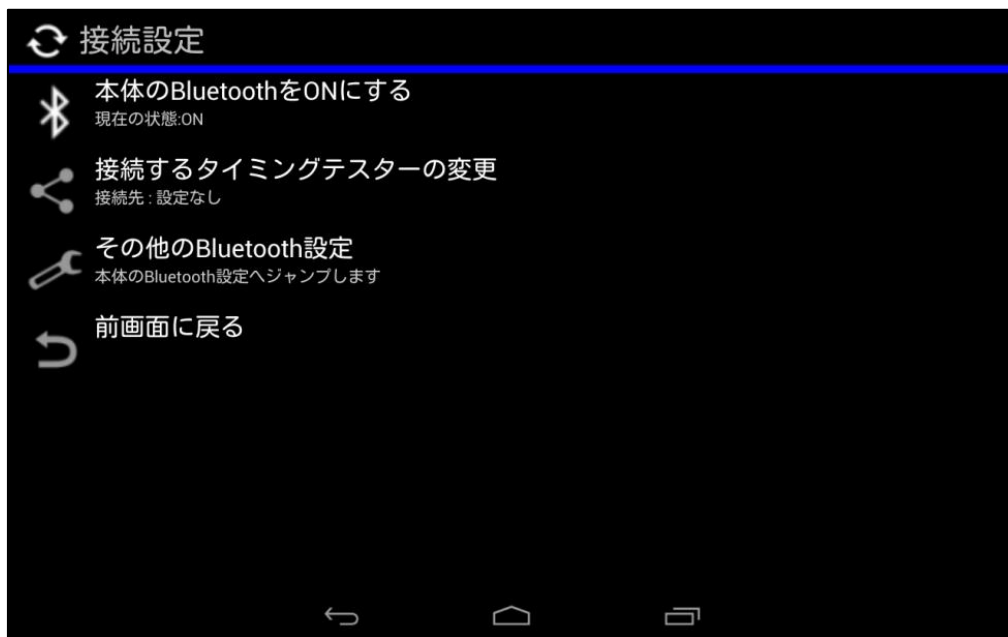 接続設定
本体のBluetoothをONにする
現在の状態:ON
接続するタイミングテスターの変更
接続先 : 設定なし
その他のBluetooth設定
本体のBluetooth設定へジャンプします
前画面に戻る